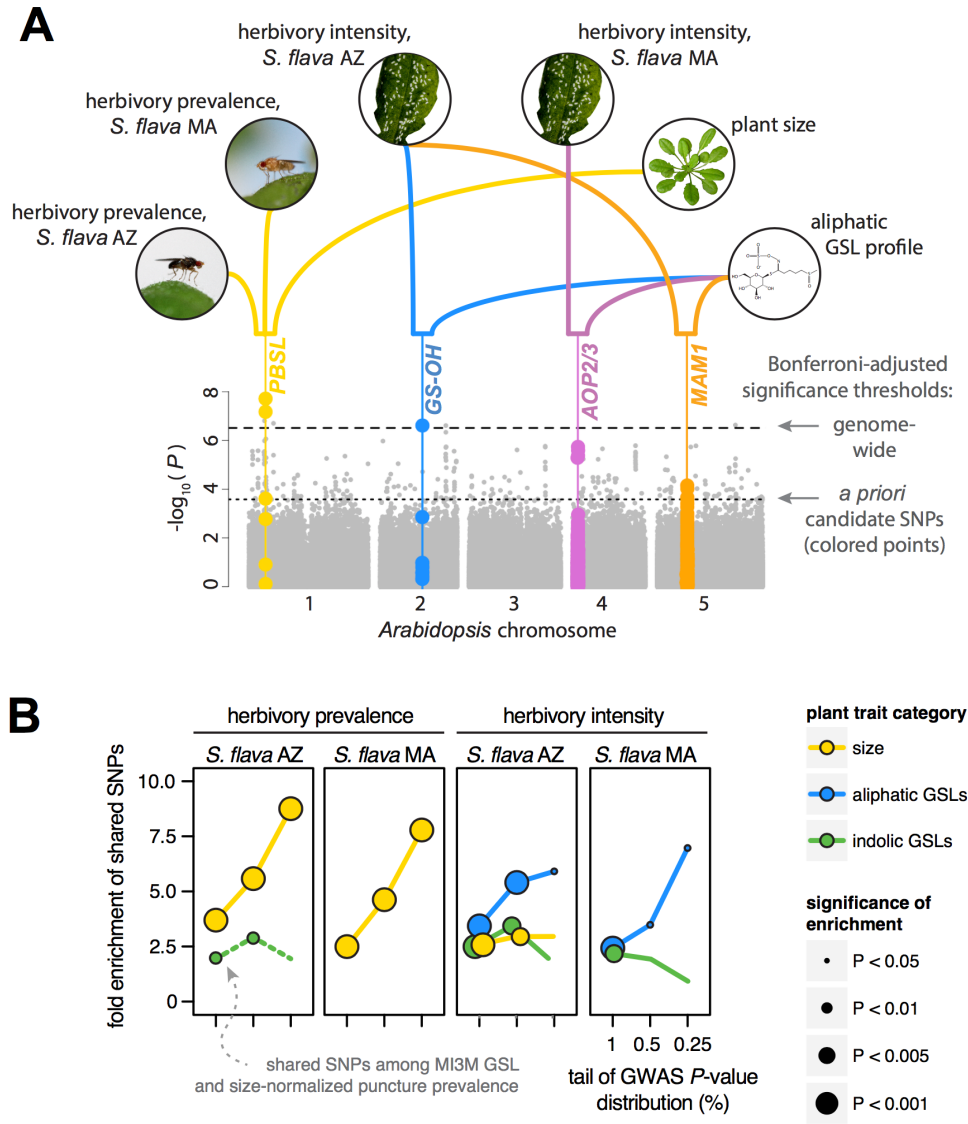 A
herbivory intensity,
S. flava AZ
herbivory intensity,
S. flava MA
herbivory prevalence,
S. flava MA
plant size
herbivory prevalence,
S. flava AZ
aliphatic
GSL profile
PBSL
GS-OH
AOP2/3
MAM1
Bonferroni-adjusted
significance thresholds:
genome-
wide
a priori
candidate SNPs
(colored points)
-log10(P)
8
6
4
2
0
1 2 3 4 5
Arabidopsis chromosome
B
herbivory prevalence
herbivory intensity
S. flava AZ
S. flava MA
S. flava AZ
S. flava MA
fold enrichment of shared SNPs
10.0
7.5
5.0
2.5
0
1 0.5 0.25
tail of GWAS P-value
distribution (%)
shared SNPs among MI3M GSL
and size-normalized puncture prevalence
plant trait category
size
aliphatic GSLs
indolic GSLs
significance of
enrichment
P < 0.05
P < 0.01
P < 0.005
P < 0.001